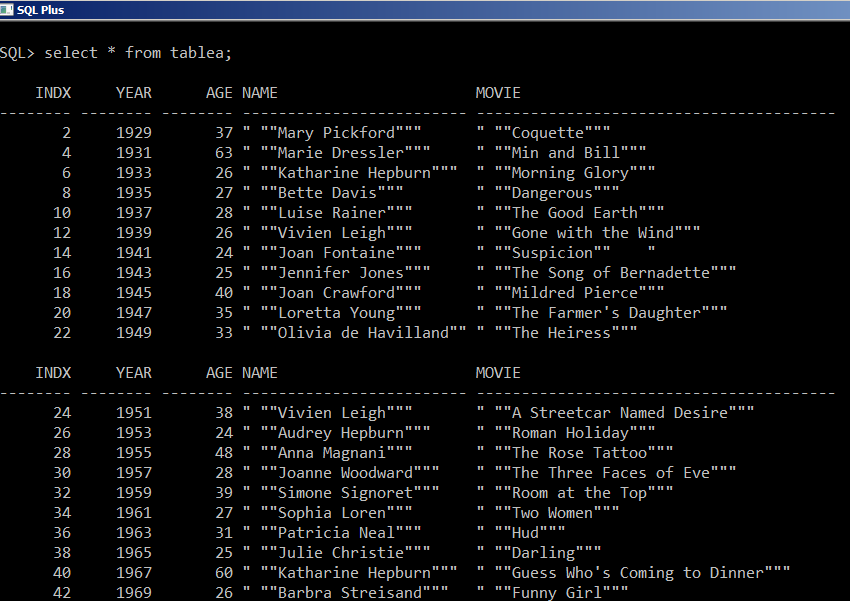 SQL Plus
SQL> select * from tablea;
INDX YEAR AGE NAME MOVIE
-------- -------- -------- ------------------------- ----------------------------------------
2 1929 37 " ""Mary Pickford""" " ""Coquette"""
4 1931 63 " ""Marie Dressler""" " ""Min and Bill"""
6 1933 26 " ""Katharine Hepburn""" " ""Morning Glory"""
8 1935 27 " ""Bette Davis""" " ""Dangerous"""
10 1937 28 " ""Luise Rainer""" " ""The Good Earth"""
12 1939 26 " ""Vivien Leigh""" " ""Gone with the Wind"""
14 1941 24 " ""Joan Fontaine""" " ""Suspicion"" "
16 1943 25 " ""Jennifer Jones""" " ""The Song of Bernadette"""
18 1945 40 " ""Joan Crawford""" " ""Mildred Pierce"""
20 1947 35 " ""Loretta Young""" " ""The Farmer's Daughter"""
22 1949 33 " ""Olivia de Havilland"" " ""The Heiress"""
INDX YEAR AGE NAME MOVIE
-------- -------- -------- ------------------------- ----------------------------------------
24 1951 38 " ""Vivien Leigh""" " ""A Streetcar Named Desire"""
26 1953 24 " ""Audrey Hepburn""" " ""Roman Holiday"""
28 1955 48 " ""Anna Magnani""" " ""The Rose Tattoo"""
30 1957 28 " ""Joanne Woodward""" " ""The Three Faces of Eve"""
32 1959 39 " ""Simone Signoret""" " ""Room at the Top"""
34 1961 27 " ""Sophia Loren""" " ""Two Women"""
36 1963 31 " ""Patricia Neal""" " ""Hud"""
38 1965 25 " ""Julie Christie""" " ""Darling"""
40 1967 60 " ""Katharine Hepburn""" " ""Guess Who's Coming to Dinner"""
42 1969 26 " ""Barbra Streisand""" " ""Funny Girl"""